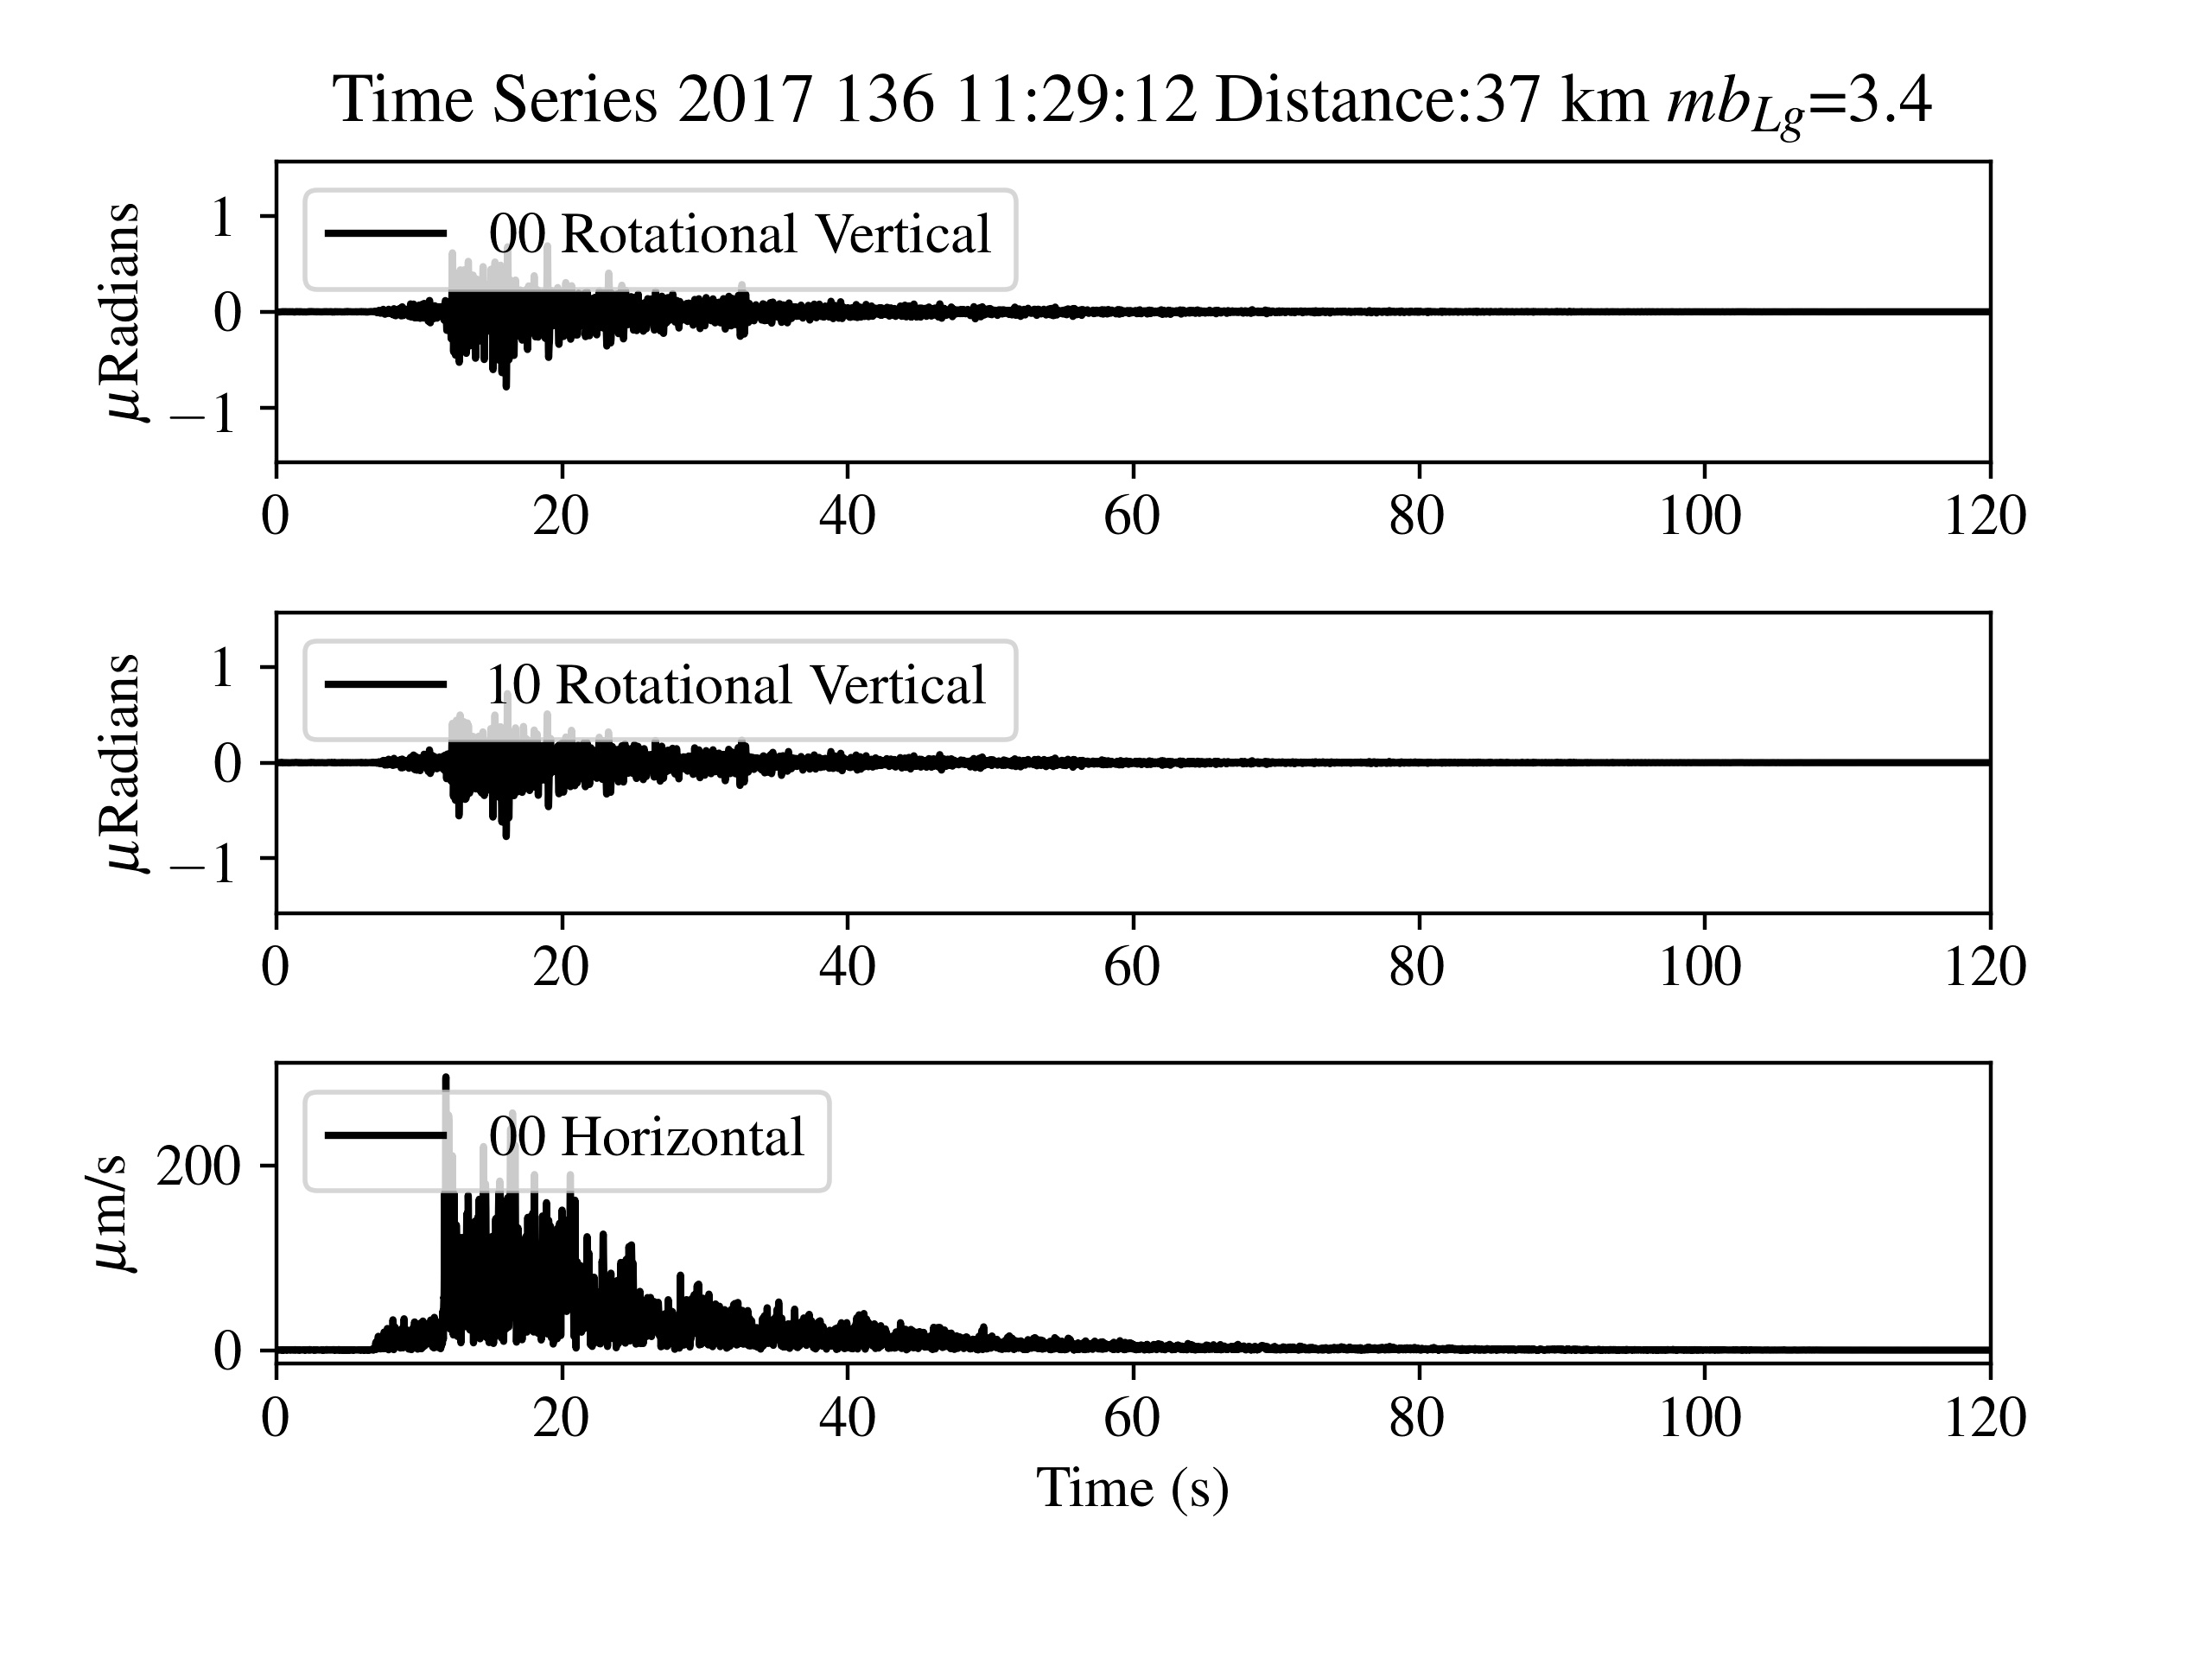 Time Series 2017 136 11:29:12 Distance:37 km mb_Lg=3.4
μRadians
1
0
−1
00 Rotational Vertical
0 20 40 60 80 100 120
μRadians
1
0
−1
10 Rotational Vertical
0 20 40 60 80 100 120
μm/s
200
0
00 Horizontal
0 20 40 60 80 100 120
Time (s)